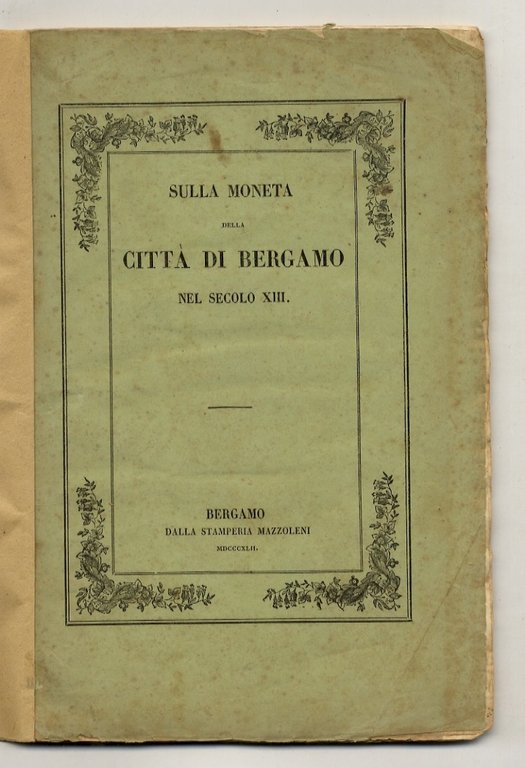 SULLA MONETA
DELLA
CITTÀ DI BERGAMO
NEL SECOLO XIII.
BERGAMO
DALLA STAMPERIA MAZZOLENI
MDCCCXLII.